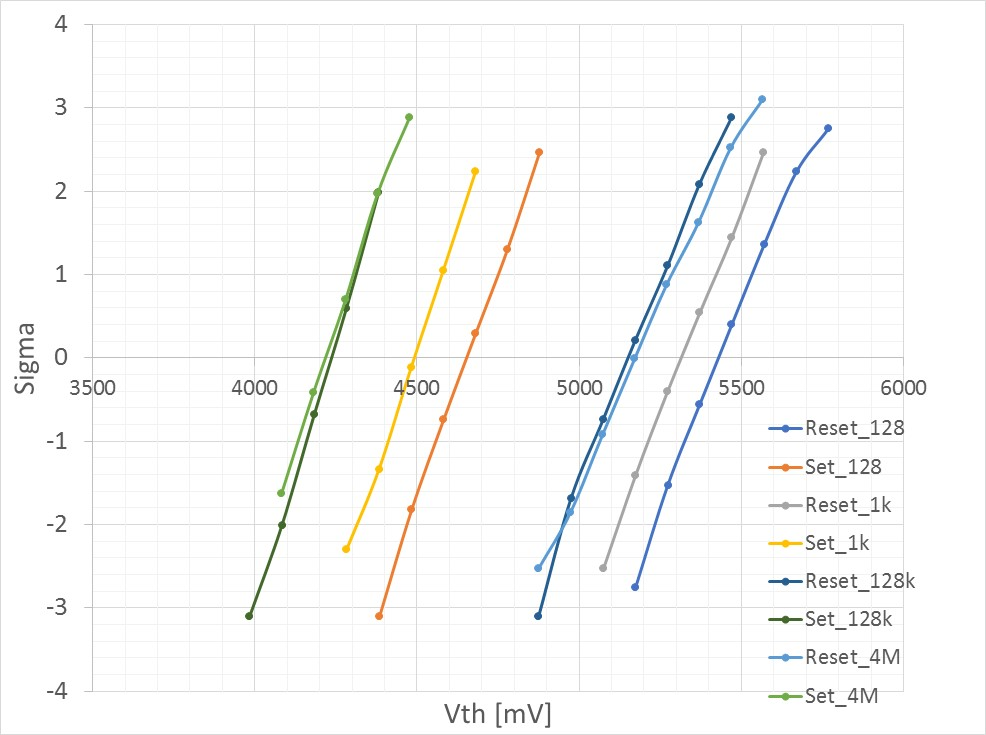 4
3
2
1
0
-1
-2
-3
-4
3500 4000 4500 5000 5500 6000
Sigma
Vth [mV]
Reset_128
Set_128
Reset_1k
Set_1k
Reset_128k
Set_128k
Reset_4M
Set_4M